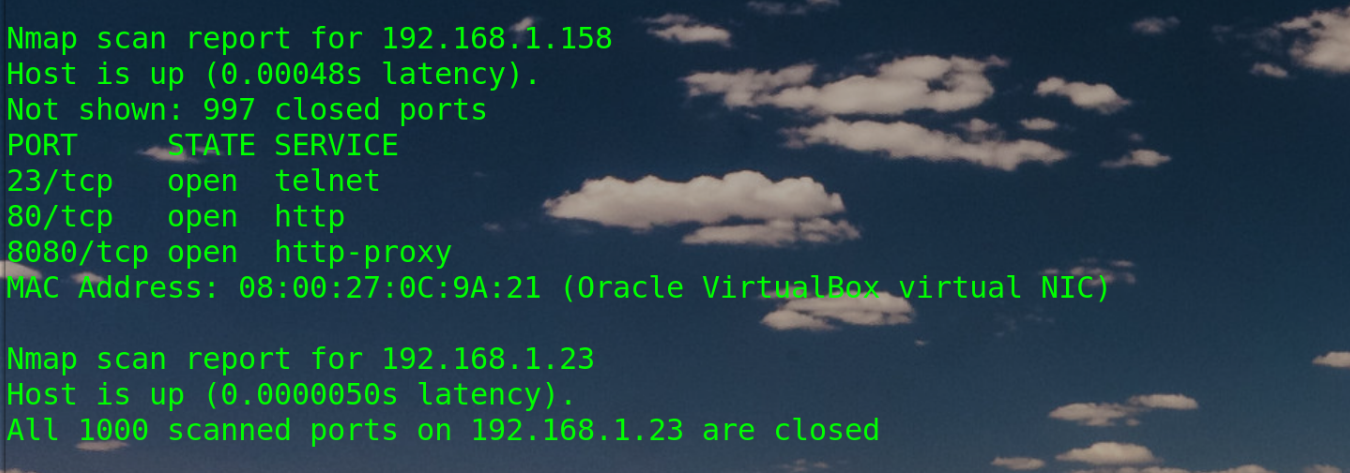 Nmap scan report for 192.168.1.158
Host is up (0.00048s latency).
Not shown: 997 closed ports
PORT     STATE SERVICE
23/tcp   open  telnet
80/tcp   open  http
8080/tcp open  http-proxy
MAC Address: 08:00:27:0C:9A:21 (Oracle VirtualBox virtual NIC)

Nmap scan report for 192.168.1.23
Host is up (0.0000050s latency).
All 1000 scanned ports on 192.168.1.23 are closed